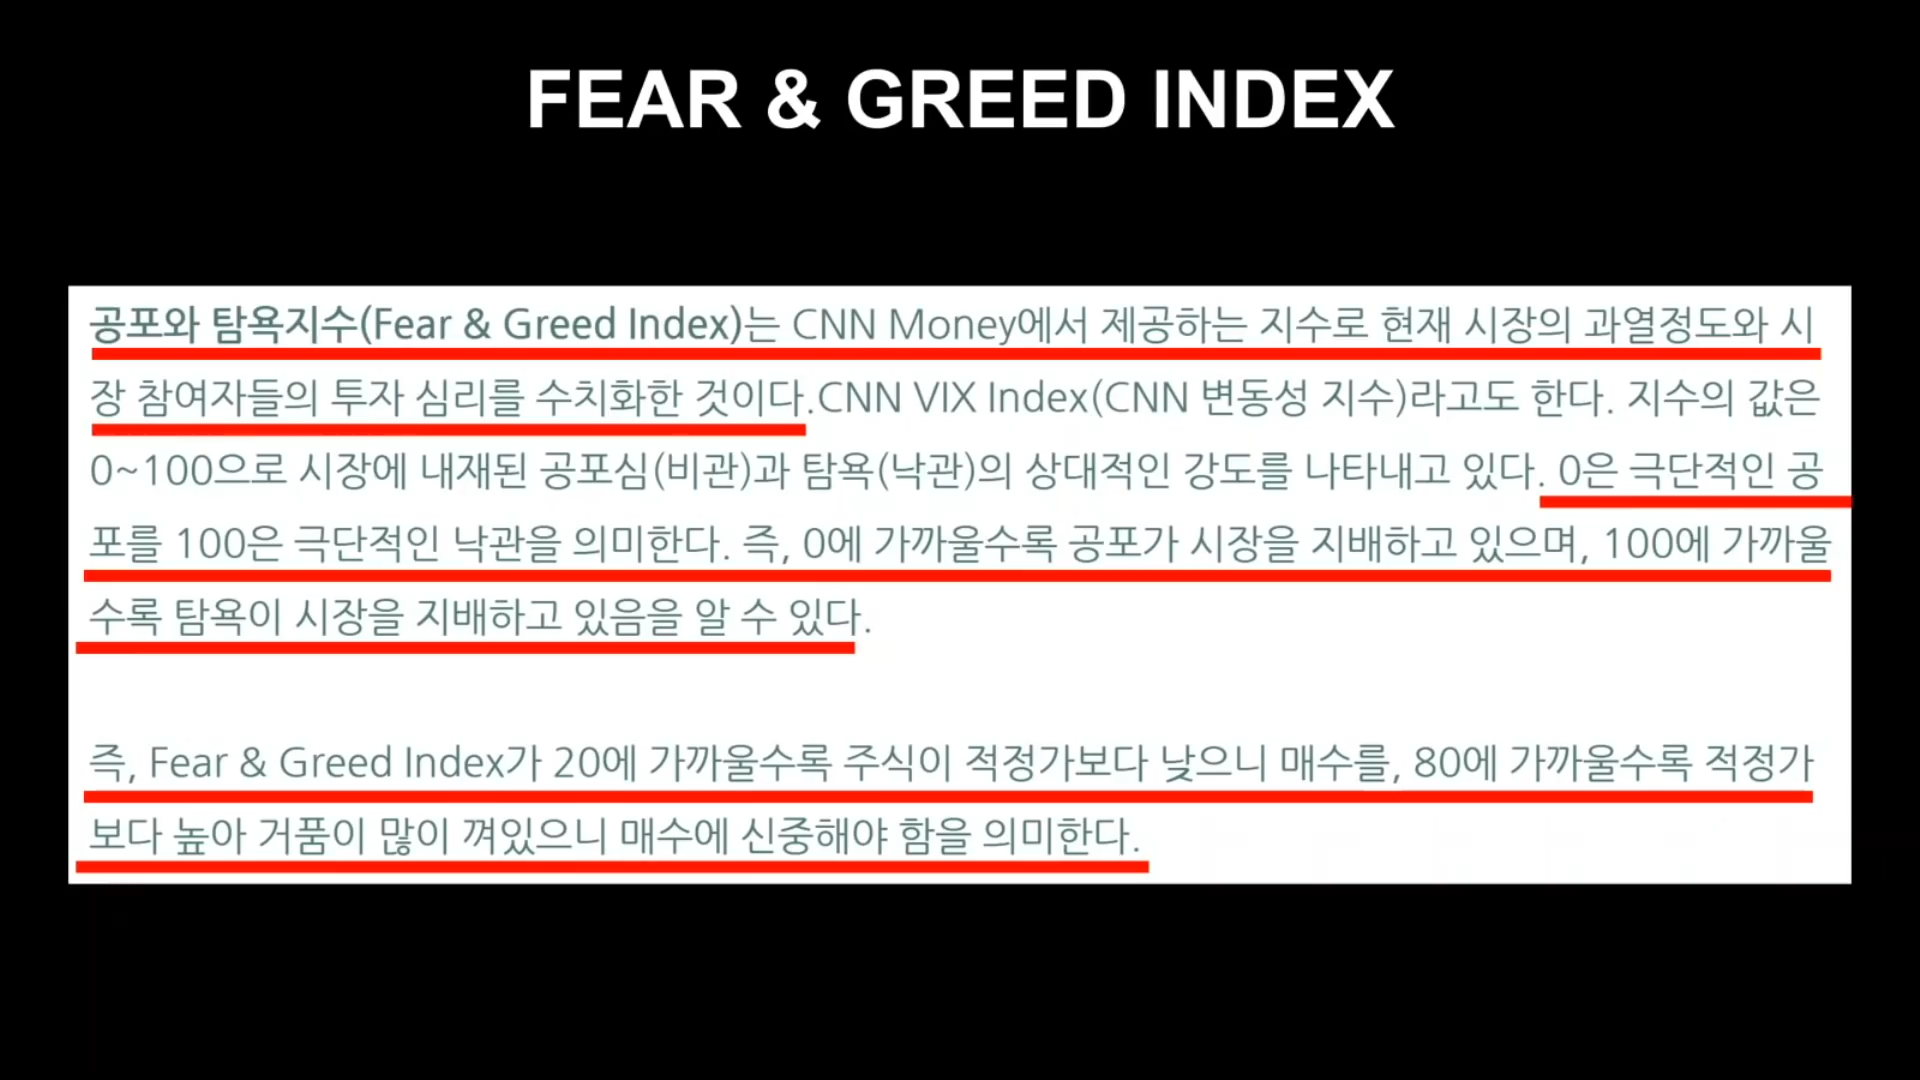 FEAR & GREED INDEX
공포와 탐욕지수(Fear & Greed Index)는 CNN Money에서 제공하는 지수로 현재 시장의 과열정도와 시
장 참여자들의 투자 심리를 수치화한 것이다.CNN VIX Index(CNN 변동성 지수)라고도 한다. 지수의 값은
0~100으로 시장에 내재된 공포심(비관)과 탐욕(낙관)의 상대적인 강도를 나타내고 있다. 0은 극단적인 공
포를 100은 극단적인 낙관을 의미한다. 즉, 0에 가까울수록 공포가 시장을 지배하고 있으며, 100에 가까울
수록 탐욕이 시장을 지배하고 있음을 알 수 있다.
즉, Fear & Greed Index가 20에 가까울수록 주식이 적정가보다 낮으니 매수를, 80에 가까울수록 적정가
보다 높아 거품이 많이 껴있으니 매수에 신중해야 함을 의미한다.